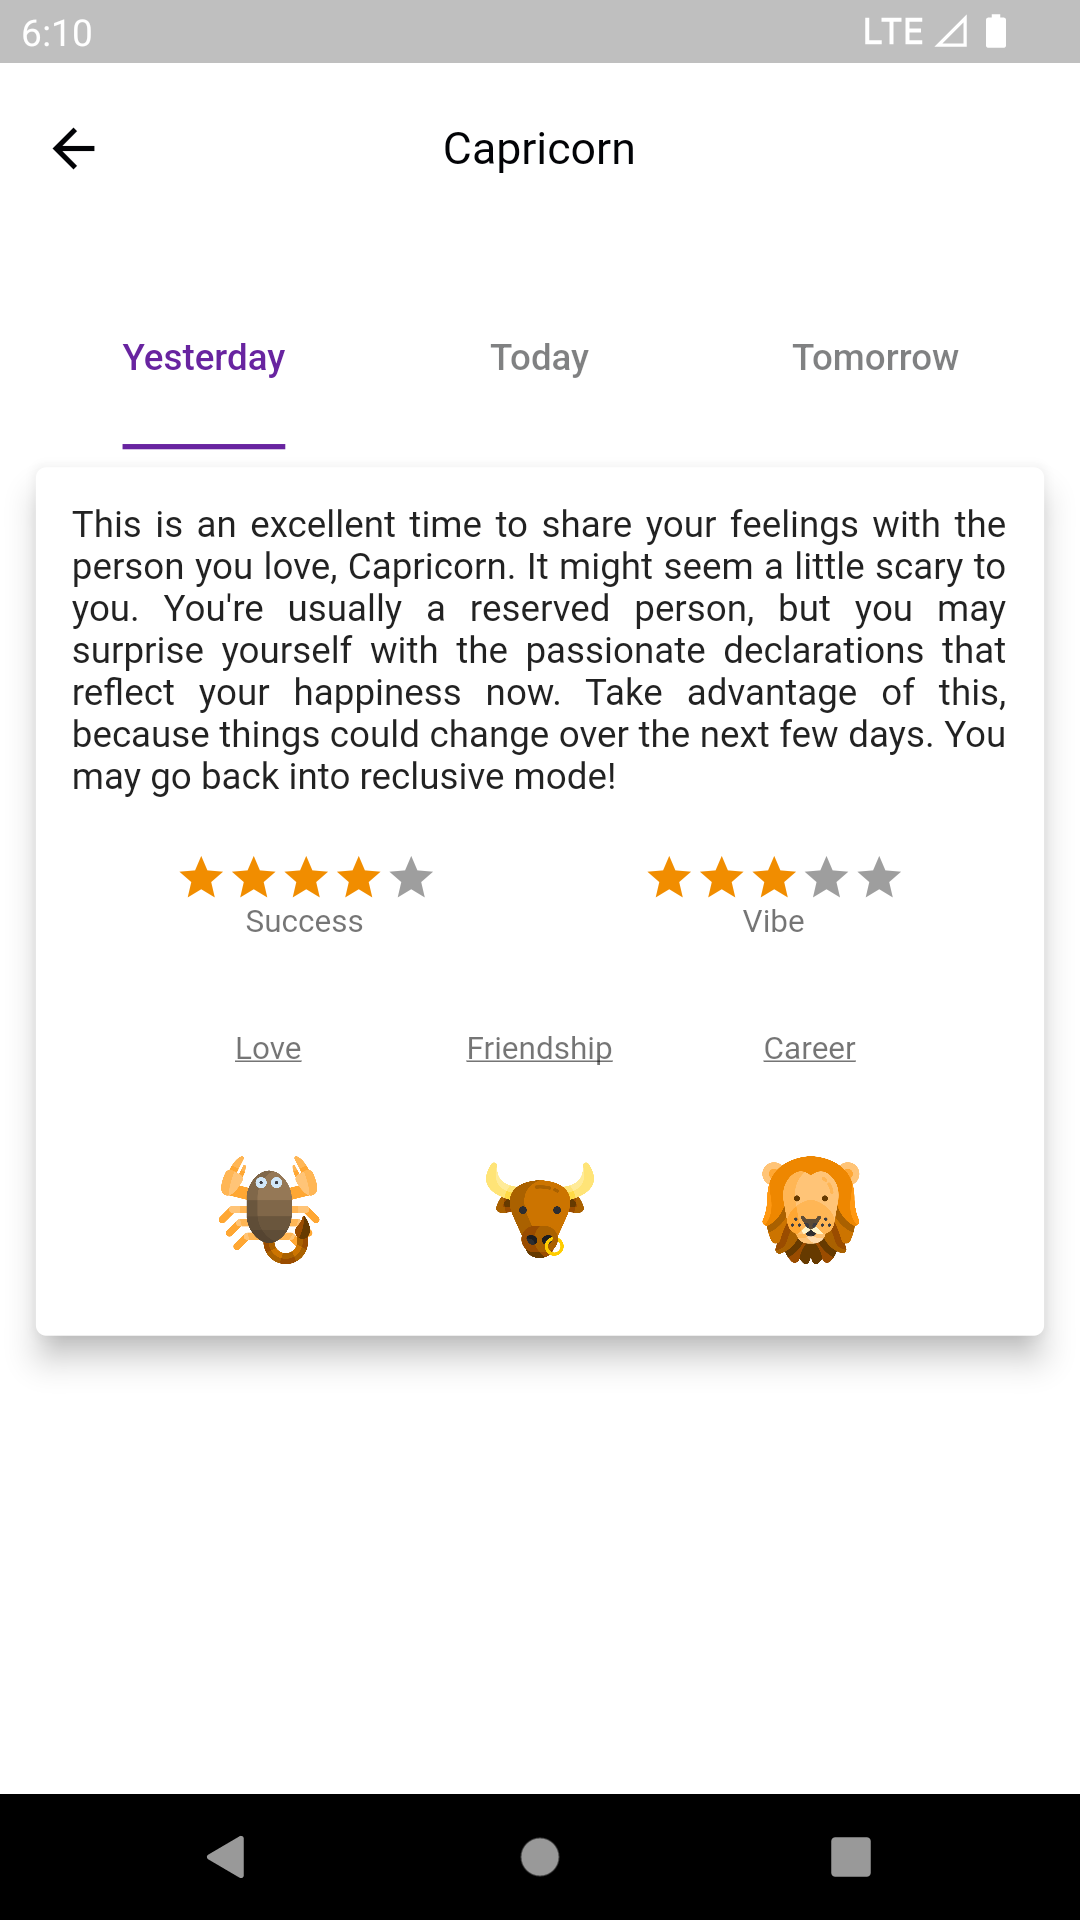 6:10 LTE
Capricorn
Yesterday Today Tomorrow
This is an excellent time to share your feelings with the
person you love, Capricorn. It might seem a little scary to
you. You're usually a reserved person, but you may
surprise yourself with the passionate declarations that
reflect your happiness now. Take advantage of this,
because things could change over the next few days. You
may go back into reclusive mode!
Success Vibe
Love Friendship Career